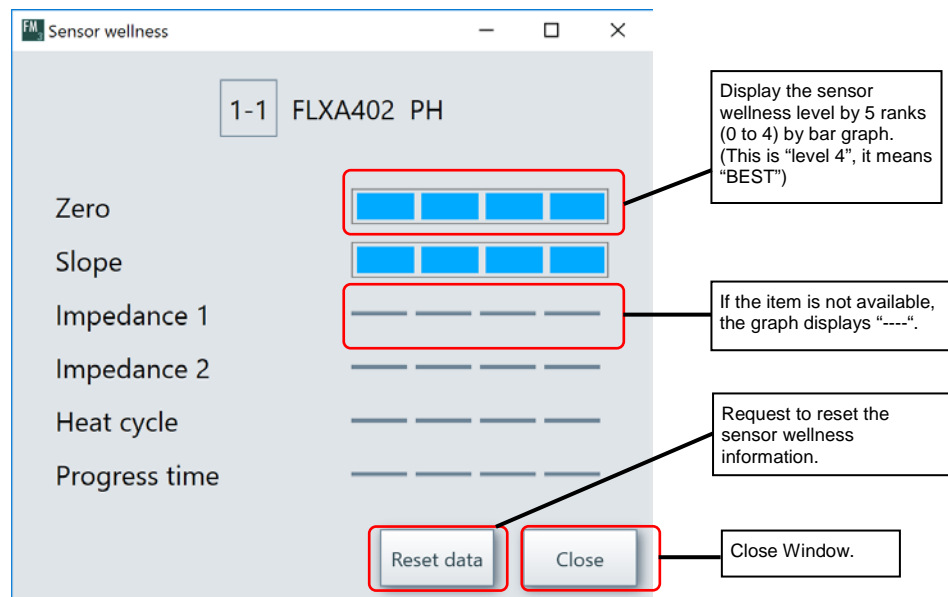 FM 3 Sensor wellness
1-1 FLXA402 PH
Zero
Slope
Impedance 1
Impedance 2
Heat cycle
Progress time
Reset data Close
Display the sensor
wellness level by 5 ranks
(0 to 4) by bar graph.
(This is “level 4”, it means
“BEST”)
If the item is not available,
the graph displays “----“.
Request to reset the
sensor wellness
information.
Close Window.